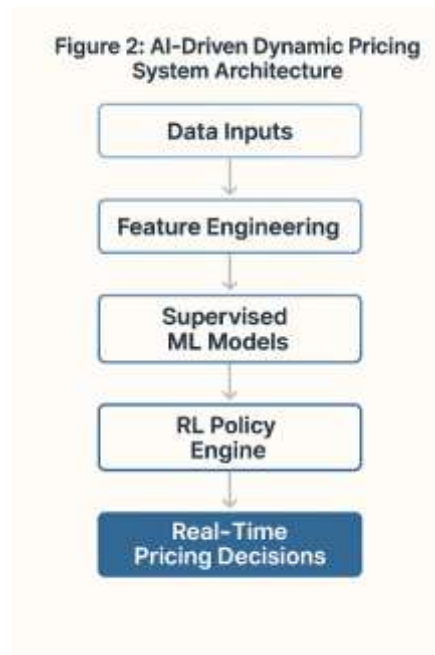 Figure 2: AI-Driven Dynamic Pricing
System Architecture
Data Inputs
Feature Engineering
Supervised
ML Models
RL Policy
Engine
Real-Time
Pricing Decisions